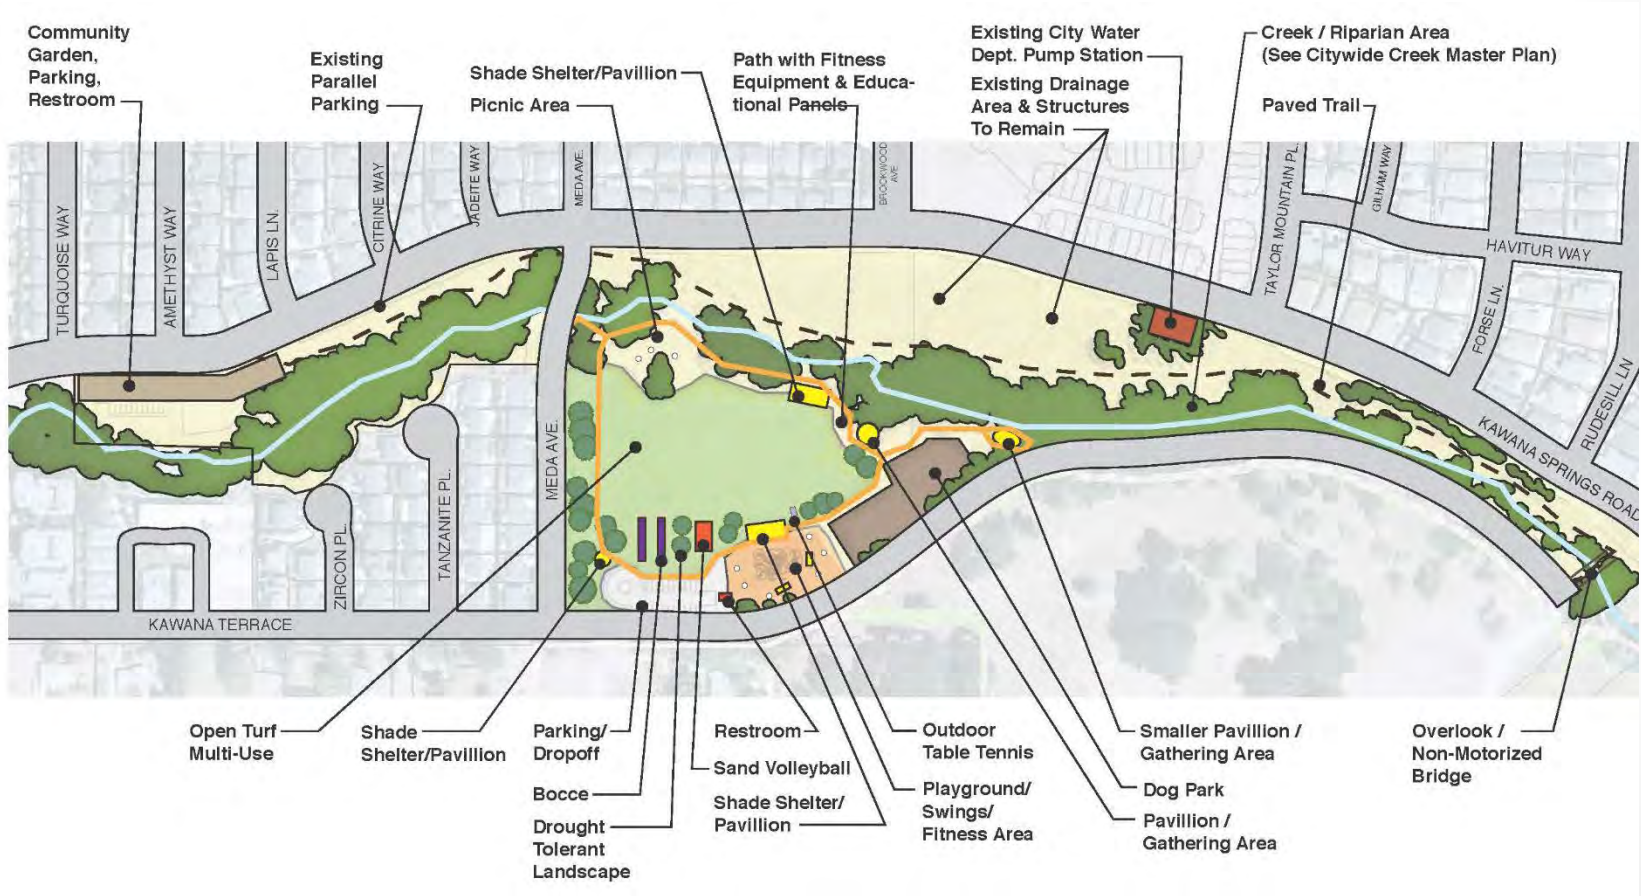 Community
Garden,
Parking,
Restroom
Existing
Parallel
Parking
Shade Shelter/Pavillion
Picnic Area
Path with Fitness
Equipment & Educa-
tional Panels
Existing City Water
Dept. Pump Station
Existing Drainage
Area & Structures
To Remain
Creek / Riparian Area
(See Citywide Creek Master Plan)
Paved Trail
TURQUOISE WAY
AMETHYST WAY
LAPIS LN.
CITRINE WAY
JADEITE WAY
MEDA AVE.
BROOKWOOD
AVE.
TAYLOR MOUNTAIN PL.
GILHAM WAY
HAVITUR WAY
FORSE LN.
RUDESILL LN
KAWANA SPRINGS ROAD
MEDA AVE.
TANZANITE PL.
ZIRCON PL.
KAWANA TERRACE
Open Turf
Multi-Use
Shade
Shelter/Pavillion
Parking/
Dropoff
Bocce
Drought
Tolerant
Landscape
Restroom
Sand Volleyball
Shade Shelter/
Pavillion
Outdoor
Table Tennis
Playground/
Swings/
Fitness Area
Smaller Pavillion /
Gathering Area
Dog Park
Pavillion /
Gathering Area
Overlook /
Non-Motorized
Bridge